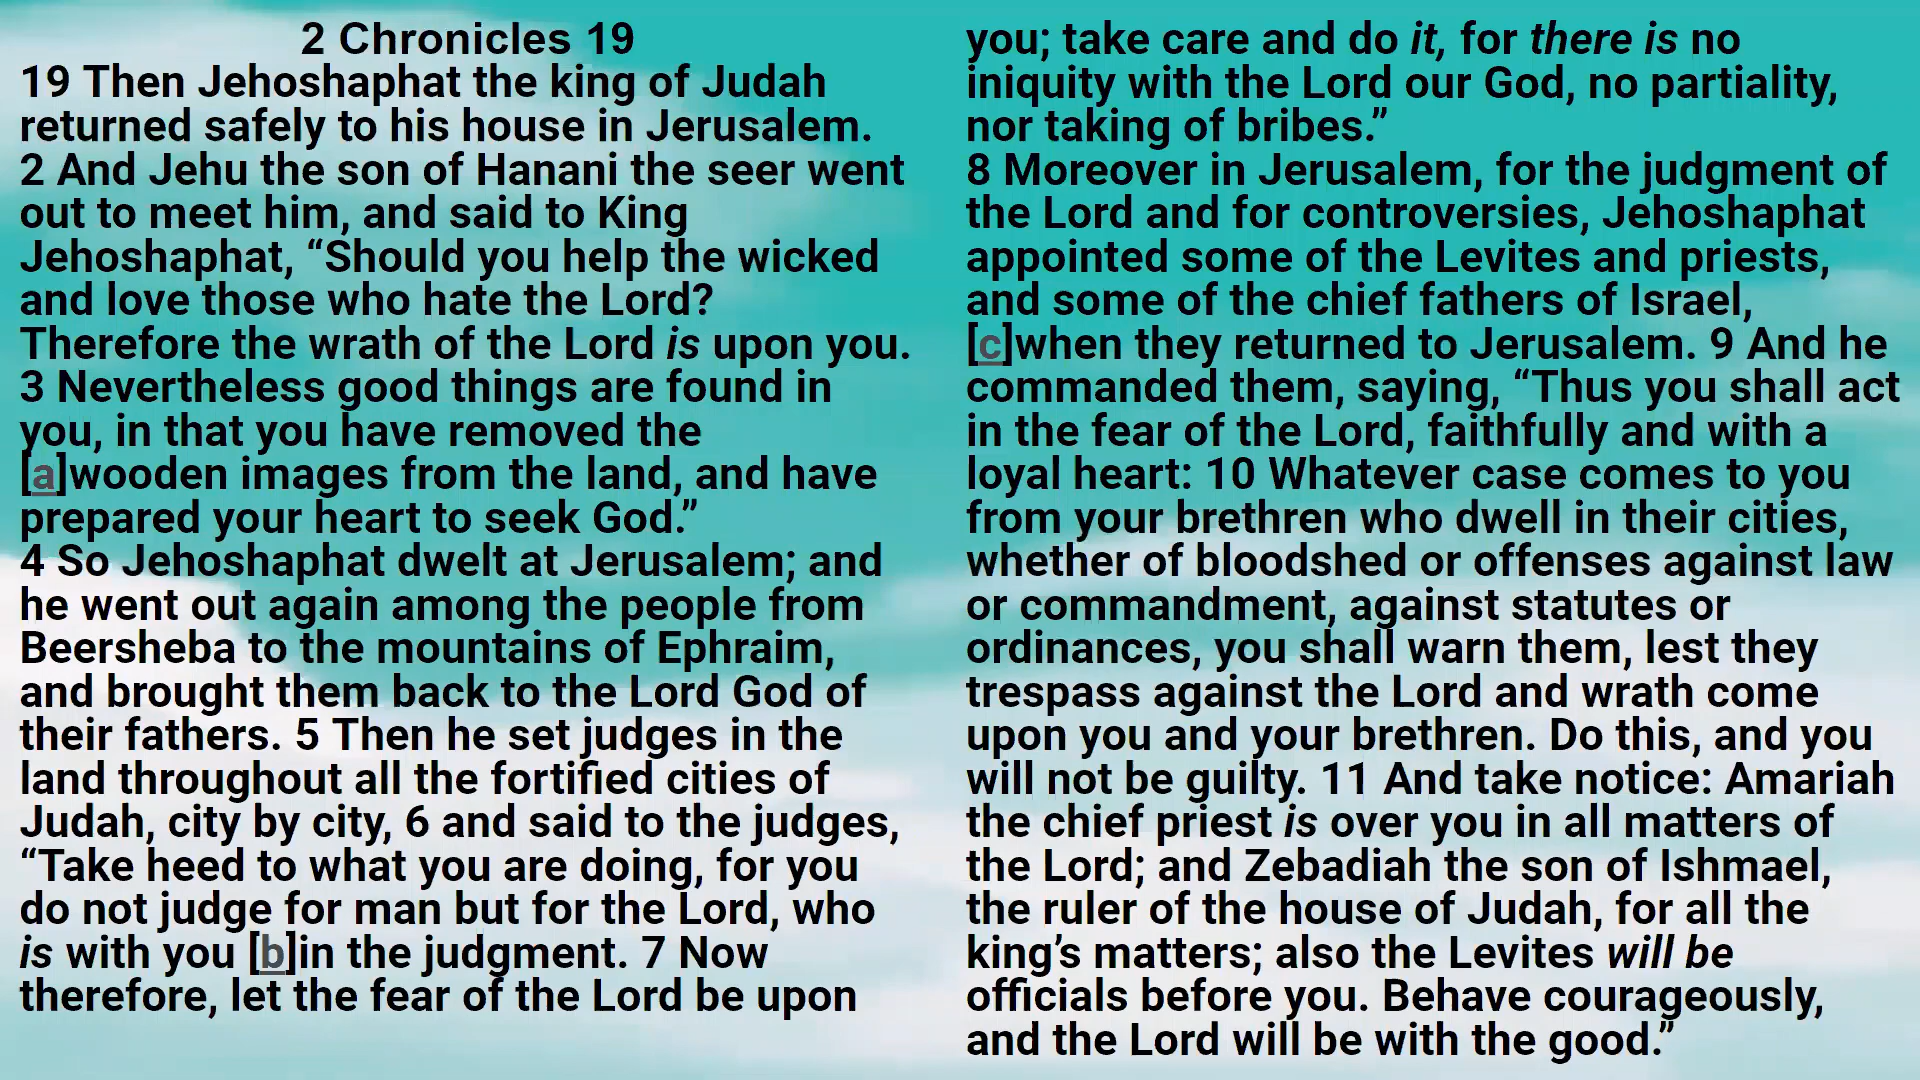 2 Chronicles 19
19 Then Jehoshaphat the king of Judah
returned safely to his house in Jerusalem.
2 And Jehu the son of Hanani the seer went
out to meet him, and said to King
Jehoshaphat, “Should you help the wicked
and love those who hate the Lord?
Therefore the wrath of the Lord is upon you.
3 Nevertheless good things are found in
you, in that you have removed the
[a]wooden images from the land, and have
prepared your heart to seek God.”
4 So Jehoshaphat dwelt at Jerusalem; and
he went out again among the people from
Beersheba to the mountains of Ephraim,
and brought them back to the Lord God of
their fathers. 5 Then he set judges in the
land throughout all the fortified cities of
Judah, city by city, 6 and said to the judges,
“Take heed to what you are doing, for you
do not judge for man but for the Lord, who
is with you [b]in the judgment. 7 Now
therefore, let the fear of the Lord be upon
you; take care and do it, for there is no
iniquity with the Lord our God, no partiality,
nor taking of bribes.”
8 Moreover in Jerusalem, for the judgment of
the Lord and for controversies, Jehoshaphat
appointed some of the Levites and priests,
and some of the chief fathers of Israel,
[c]when they returned to Jerusalem. 9 And he
commanded them, saying, “Thus you shall act
in the fear of the Lord, faithfully and with a
loyal heart: 10 Whatever case comes to you
from your brethren who dwell in their cities,
whether of bloodshed or offenses against law
or commandment, against statutes or
ordinances, you shall warn them, lest they
trespass against the Lord and wrath come
upon you and your brethren. Do this, and you
will not be guilty. 11 And take notice: Amariah
the chief priest is over you in all matters of
the Lord; and Zebadiah the son of Ishmael,
the ruler of the house of Judah, for all the
king’s matters; also the Levites will be
officials before you. Behave courageously,
and the Lord will be with the good.”